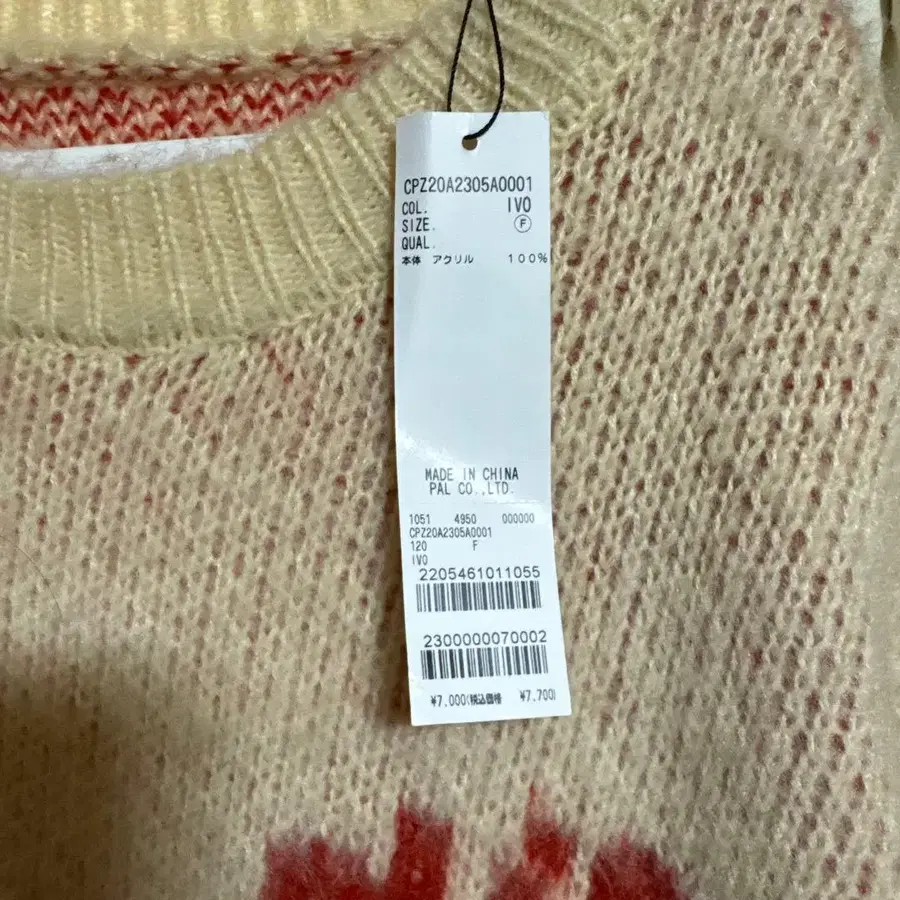 CPZ20A2305A0001
COL. IVO
SIZE. F
QUAL.
本体 アクリル 100%
MADE IN CHINA
PAL CO.,LTD.
1051 4950 000000
CPZ20A2305A0001
120 F
IVO
2205461011055
2300000070002
¥7,000(税込価格 ¥7,700)